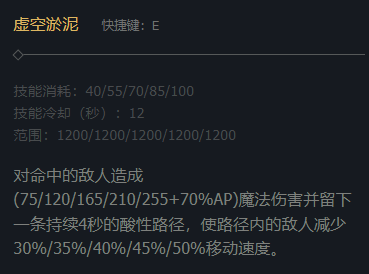 虚空淤泥 快捷键：E
技能消耗：40/55/70/85/100
技能冷却（秒）：12
范围：1200/1200/1200/1200/1200
对命中的敌人造成
(75/120/165/210/255+70%AP)魔法伤害并留下
一条持续4秒的酸性路径，使路径内的敌人减少
30%/35%/40%/45%/50%移动速度。